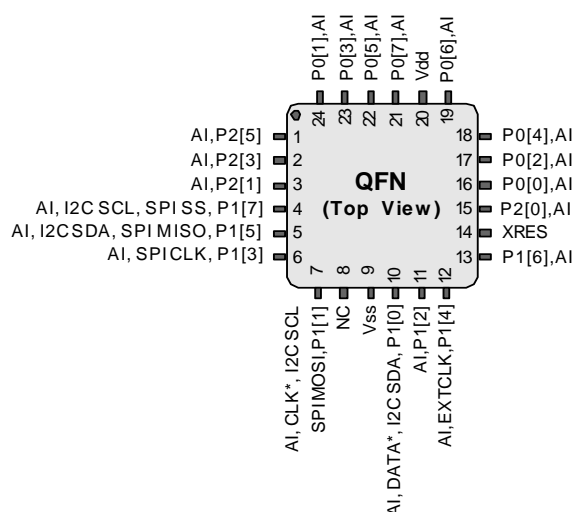 P0[1],AI
P0[3],AI
P0[5],AI
P0[7],AI
Vdd
P0[6],AI
24
23
22
21
20
19
AI,P2[5]
1
AI,P2[3]
2
AI,P2[1]
3
AI, I2C SCL, SPI SS, P1[7]
4
AI, I2C SDA, SPI MISO, P1[5]
5
AI, SPI CLK, P1[3]
6
QFN
(Top View)
18
P0[4],AI
17
P0[2],AI
16
P0[0],AI
15
P2[0],AI
14
XRES
13
P1[6],AI
7
8
9
10
11
12
AI, CLK*, I2C SCL
SPI MOSI,P1[1]
NC
Vss
AI, DATA*, I2C SDA, P1[0]
AI,P1[2]
AI,EXTCLK,P1[4]